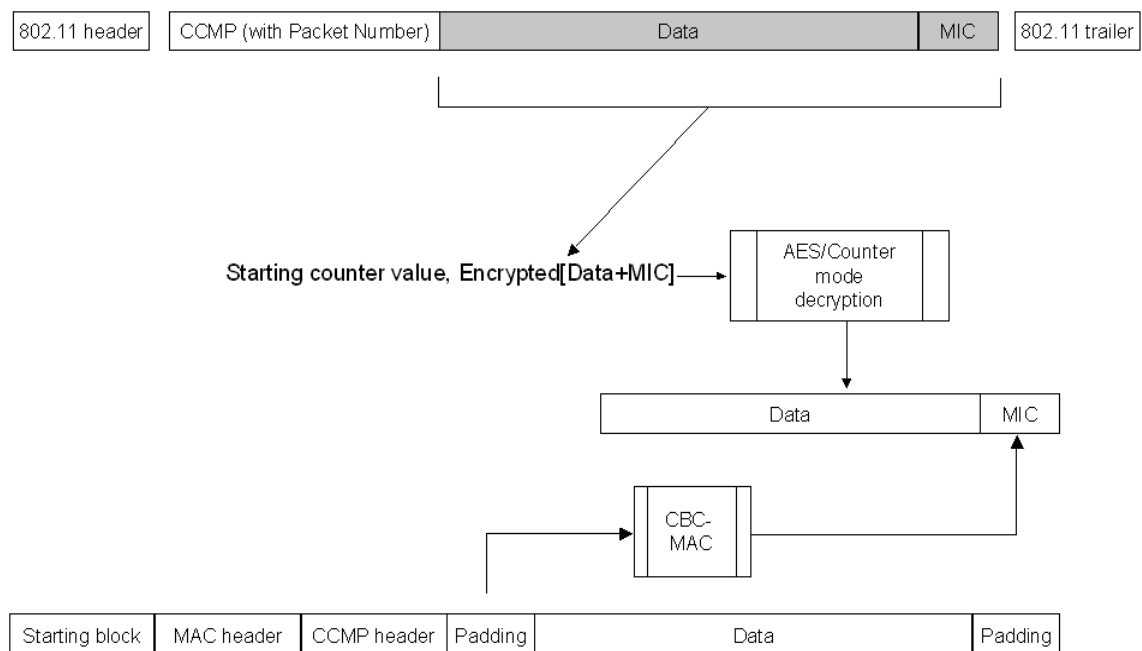 802.11 header CCMP (with Packet Number) Data MIC 802.11 trailer
Starting counter value, Encrypted[Data+MIC]
AES/Counter
mode
decryption
Data MIC
CBC-
MAC
Starting block MAC header CCMP header Padding Data Padding